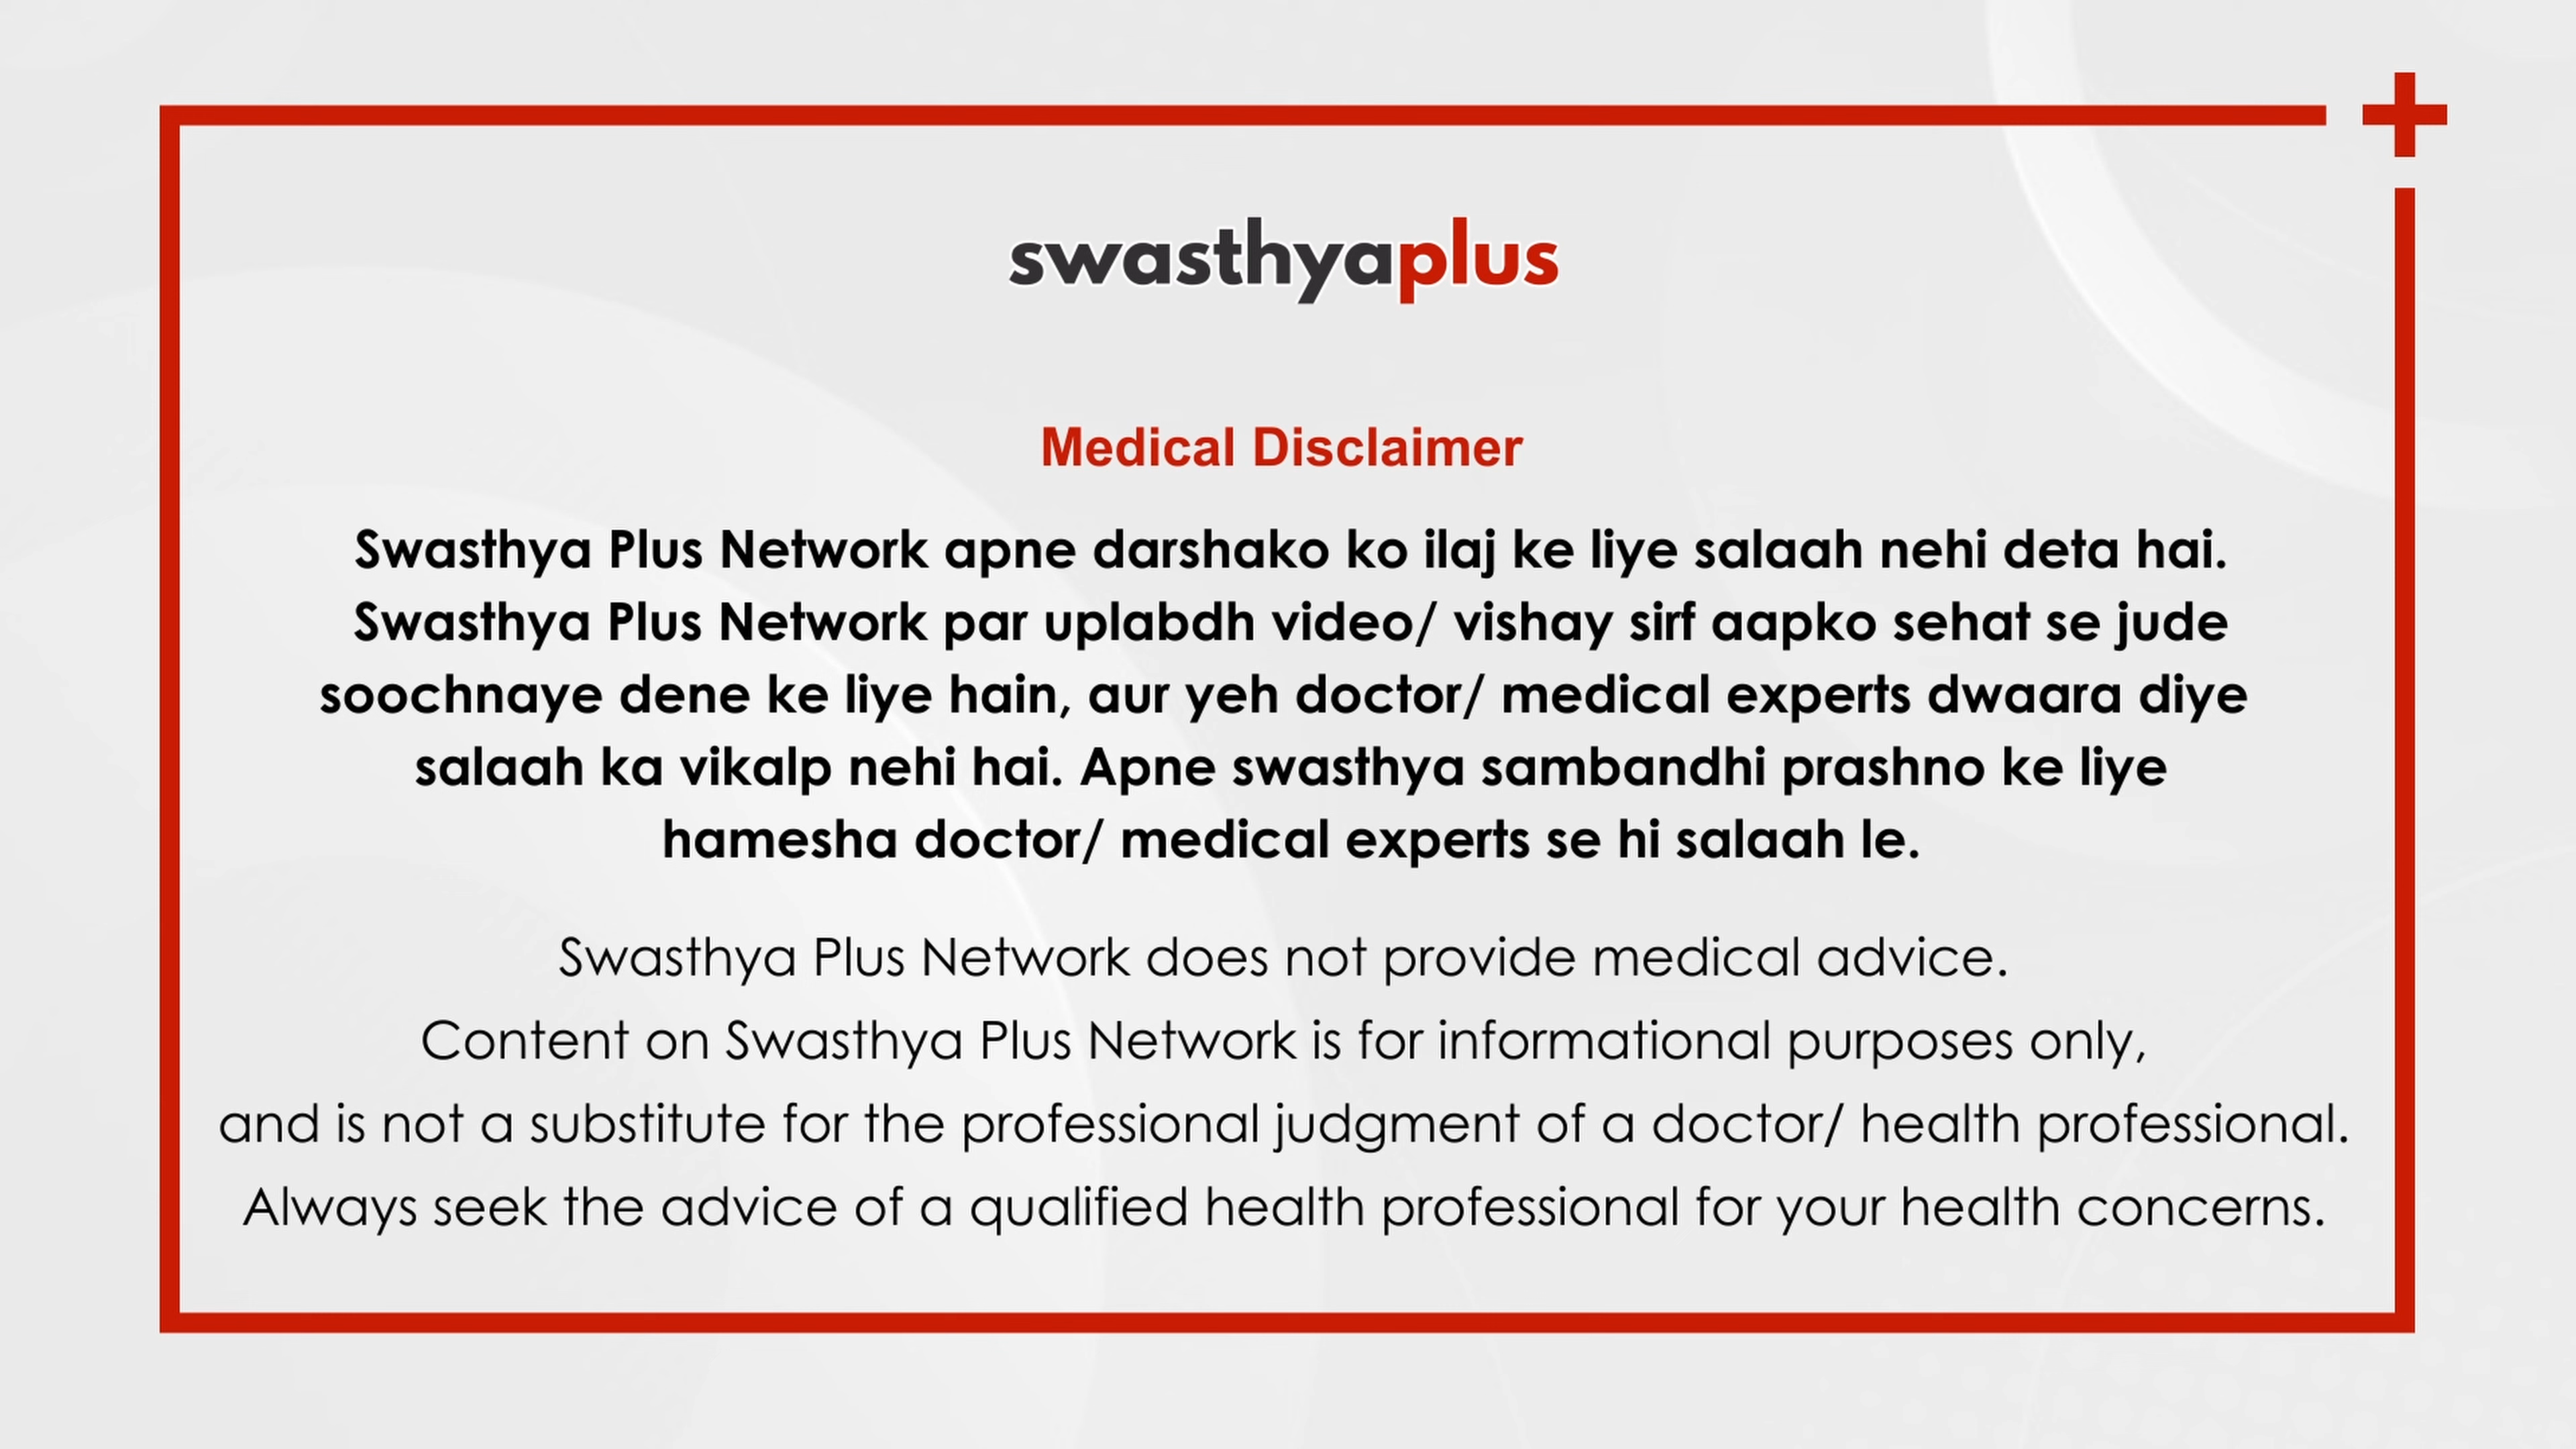 swasthyaplus
Medical Disclaimer
Swasthya Plus Network apne darshako ko ilaj ke liye salaah nehi deta hai.
Swasthya Plus Network par uplabdh video/ vishay sirf aapko sehat se jude
soochnaye dene ke liye hain, aur yeh doctor/ medical experts dwaara diye
salaah ka vikalp nehi hai. Apne swasthya sambandhi prashno ke liye
hamesha doctor/ medical experts se hi salaah le.
Swasthya Plus Network does not provide medical advice.
Content on Swasthya Plus Network is for informational purposes only,
and is not a substitute for the professional judgment of a doctor/ health professional.
Always seek the advice of a qualified health professional for your health concerns.